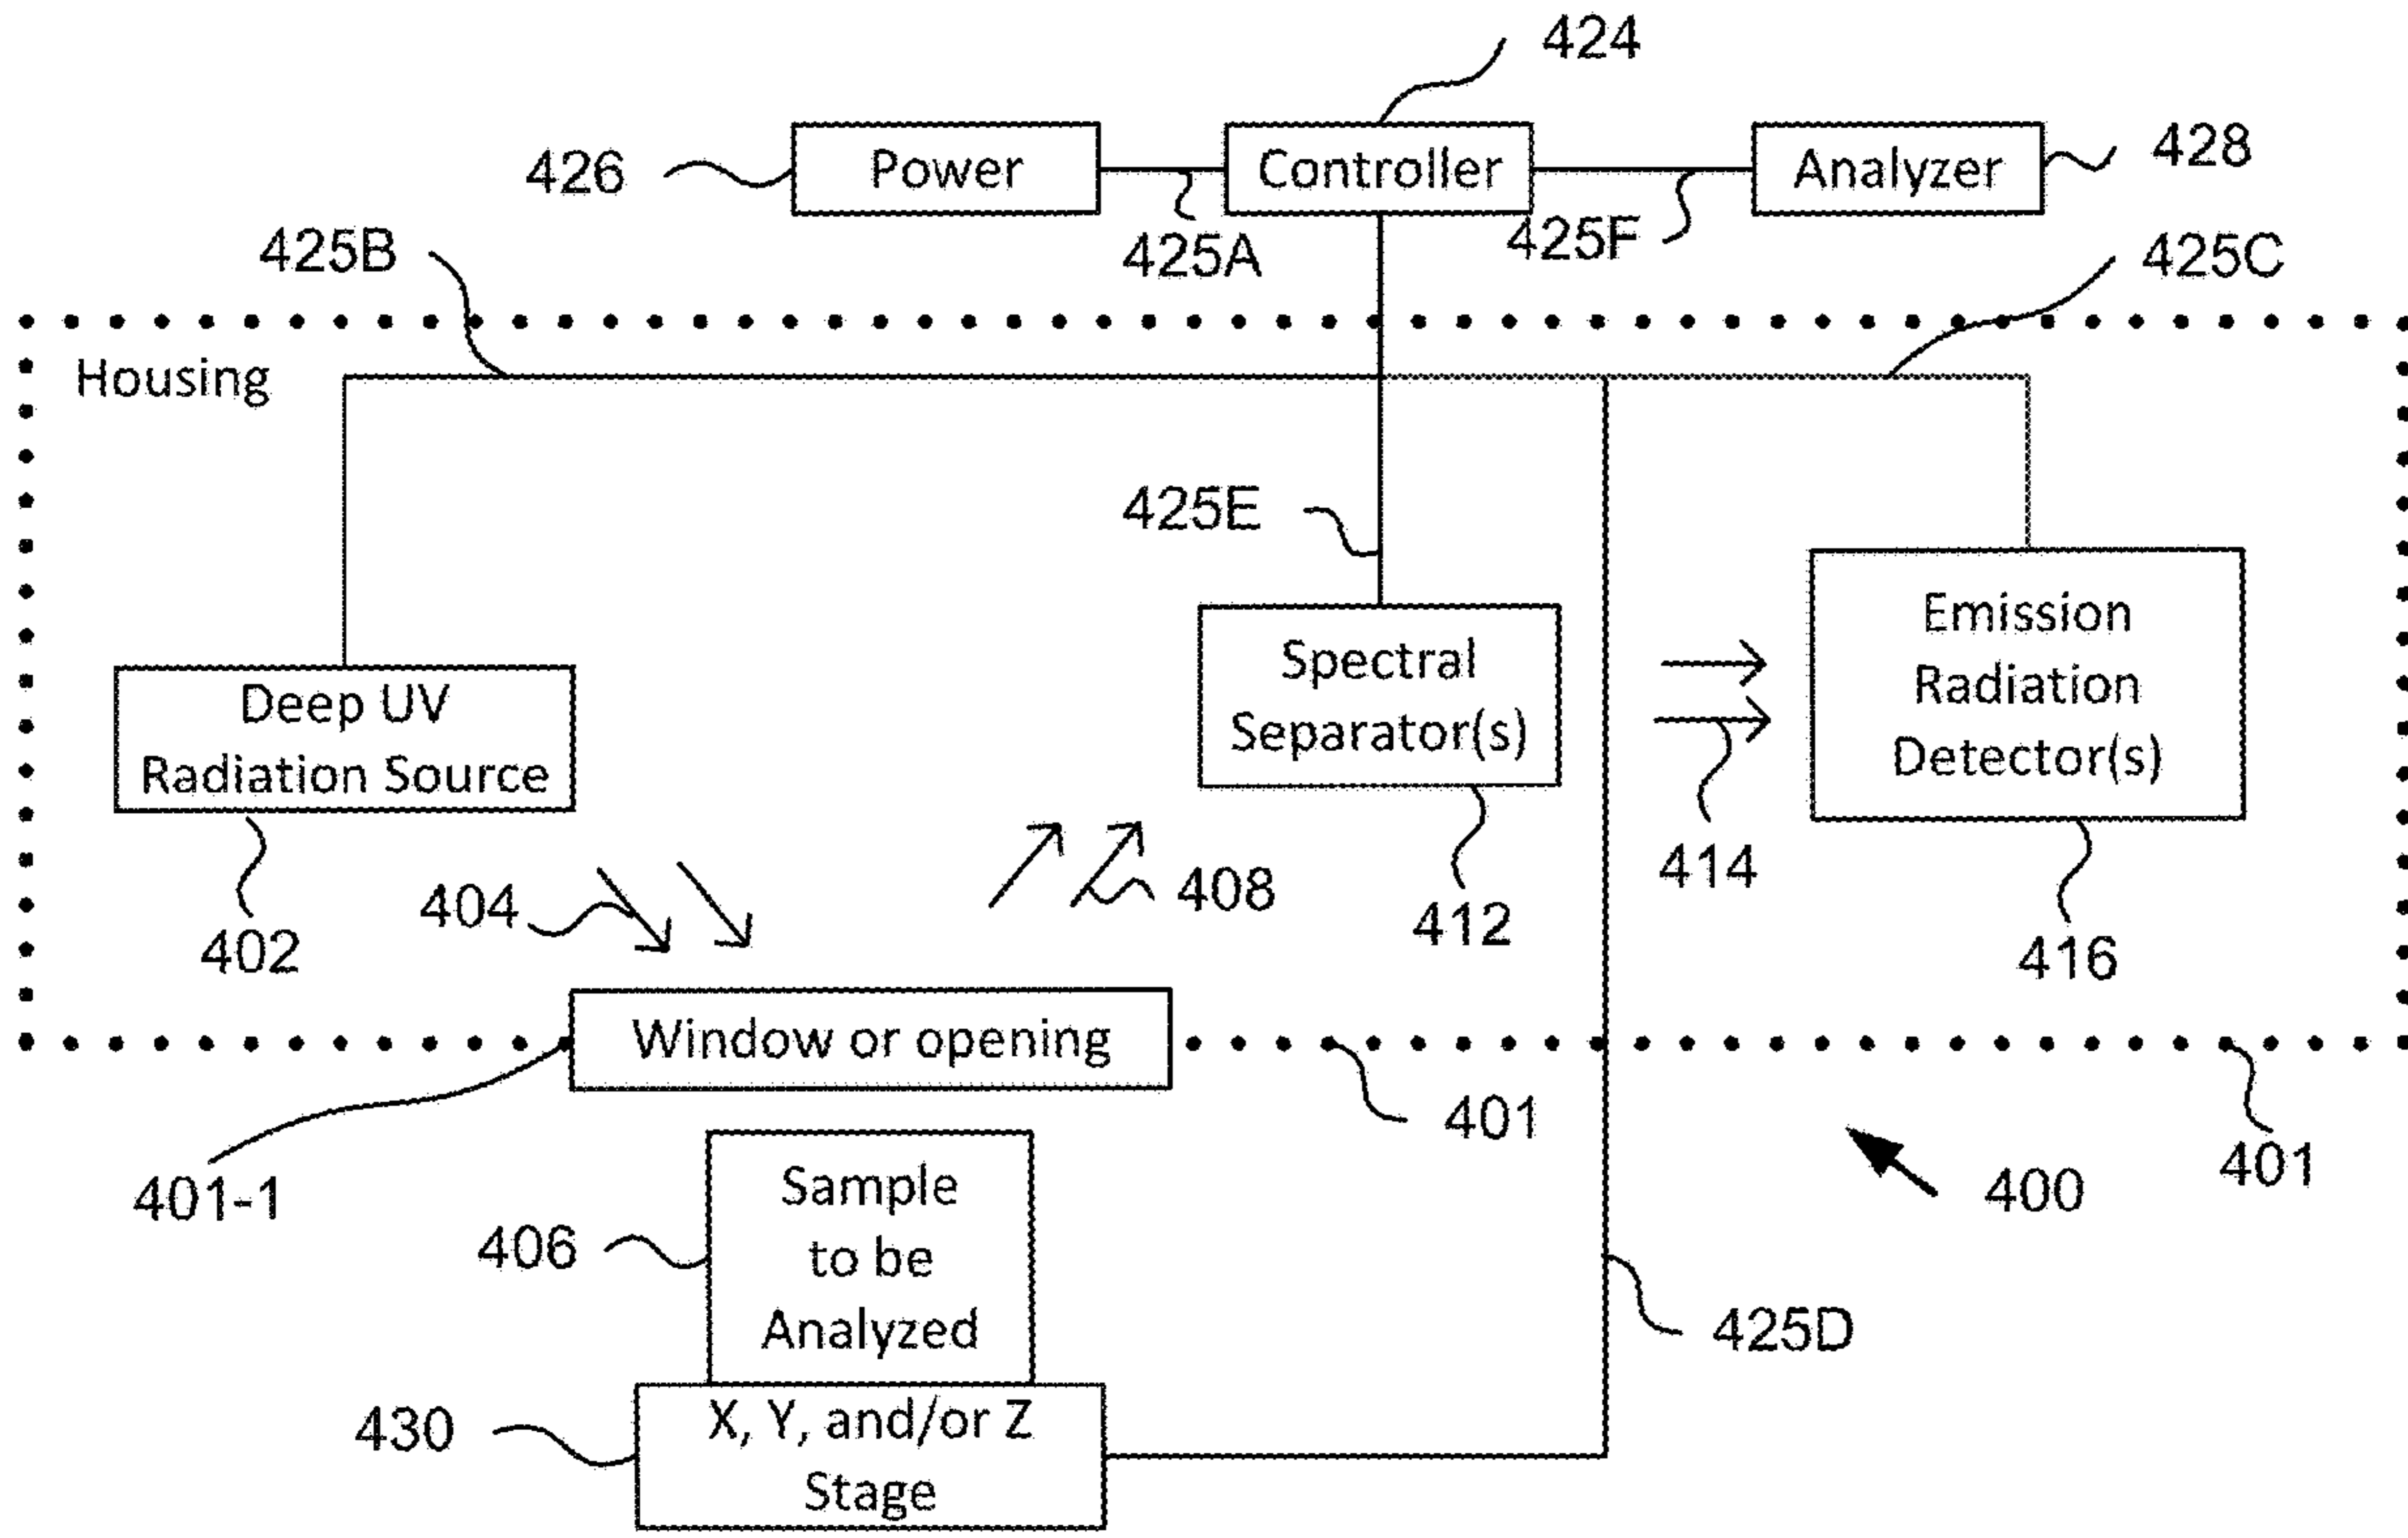 424
426
Power
Controller
Analyzer
428
425B
425A
425F
425C
Housing
425E
Deep UV
Radiation Source
Spectral
Separator(s)
Emission
Radiation
Detector(s)
404
408
402
412
414
416
Window or opening
401-1
401
400
401
406
Sample
to be
Analyzed
425D
430
X, Y, and/or Z
Stage